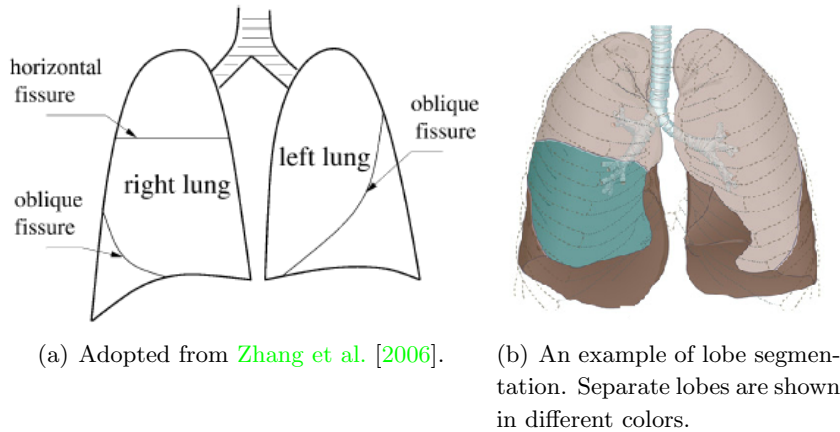 horizontal
fissure
oblique
fissure
left lung
right lung
oblique
fissure
(a) Adopted from Zhang et al. [2006].
(b) An example of lobe segmen-
tation. Separate lobes are shown
in different colors.